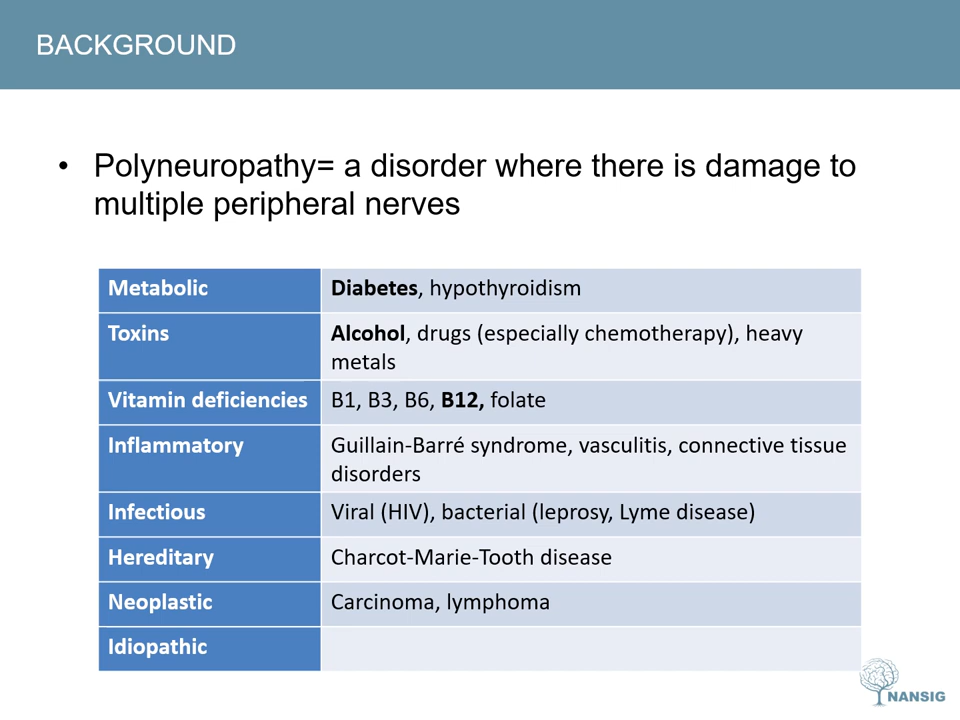 BACKGROUND
• Polyneuropathy= a disorder where there is damage to
multiple peripheral nerves
Metabolic
Diabetes, hypothyroidism
Toxins
Alcohol, drugs (especially chemotherapy), heavy
metals
Vitamin deficiencies
B1, B3, B6, B12, folate
Inflammatory
Guillain-Barré syndrome, vasculitis, connective tissue
disorders
Infectious
Viral (HIV), bacterial (leprosy, Lyme disease)
Hereditary
Charcot-Marie-Tooth disease
Neoplastic
Carcinoma, lymphoma
Idiopathic
NANSIG